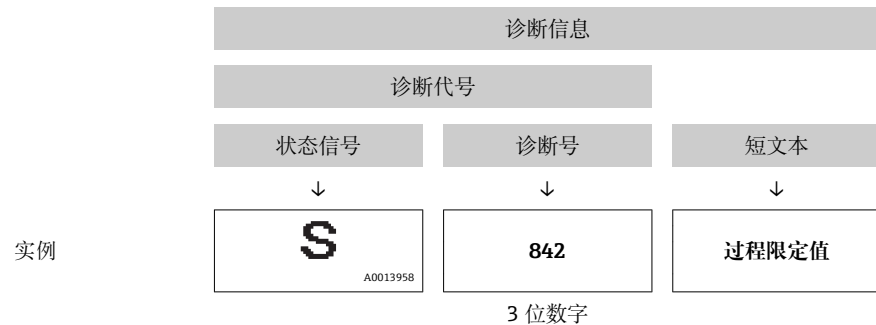 诊断信息
诊断代号
状态信号 诊断号 短文本
↓ ↓ ↓
实例 S 842 过程限定值
A0013958
3 位数字